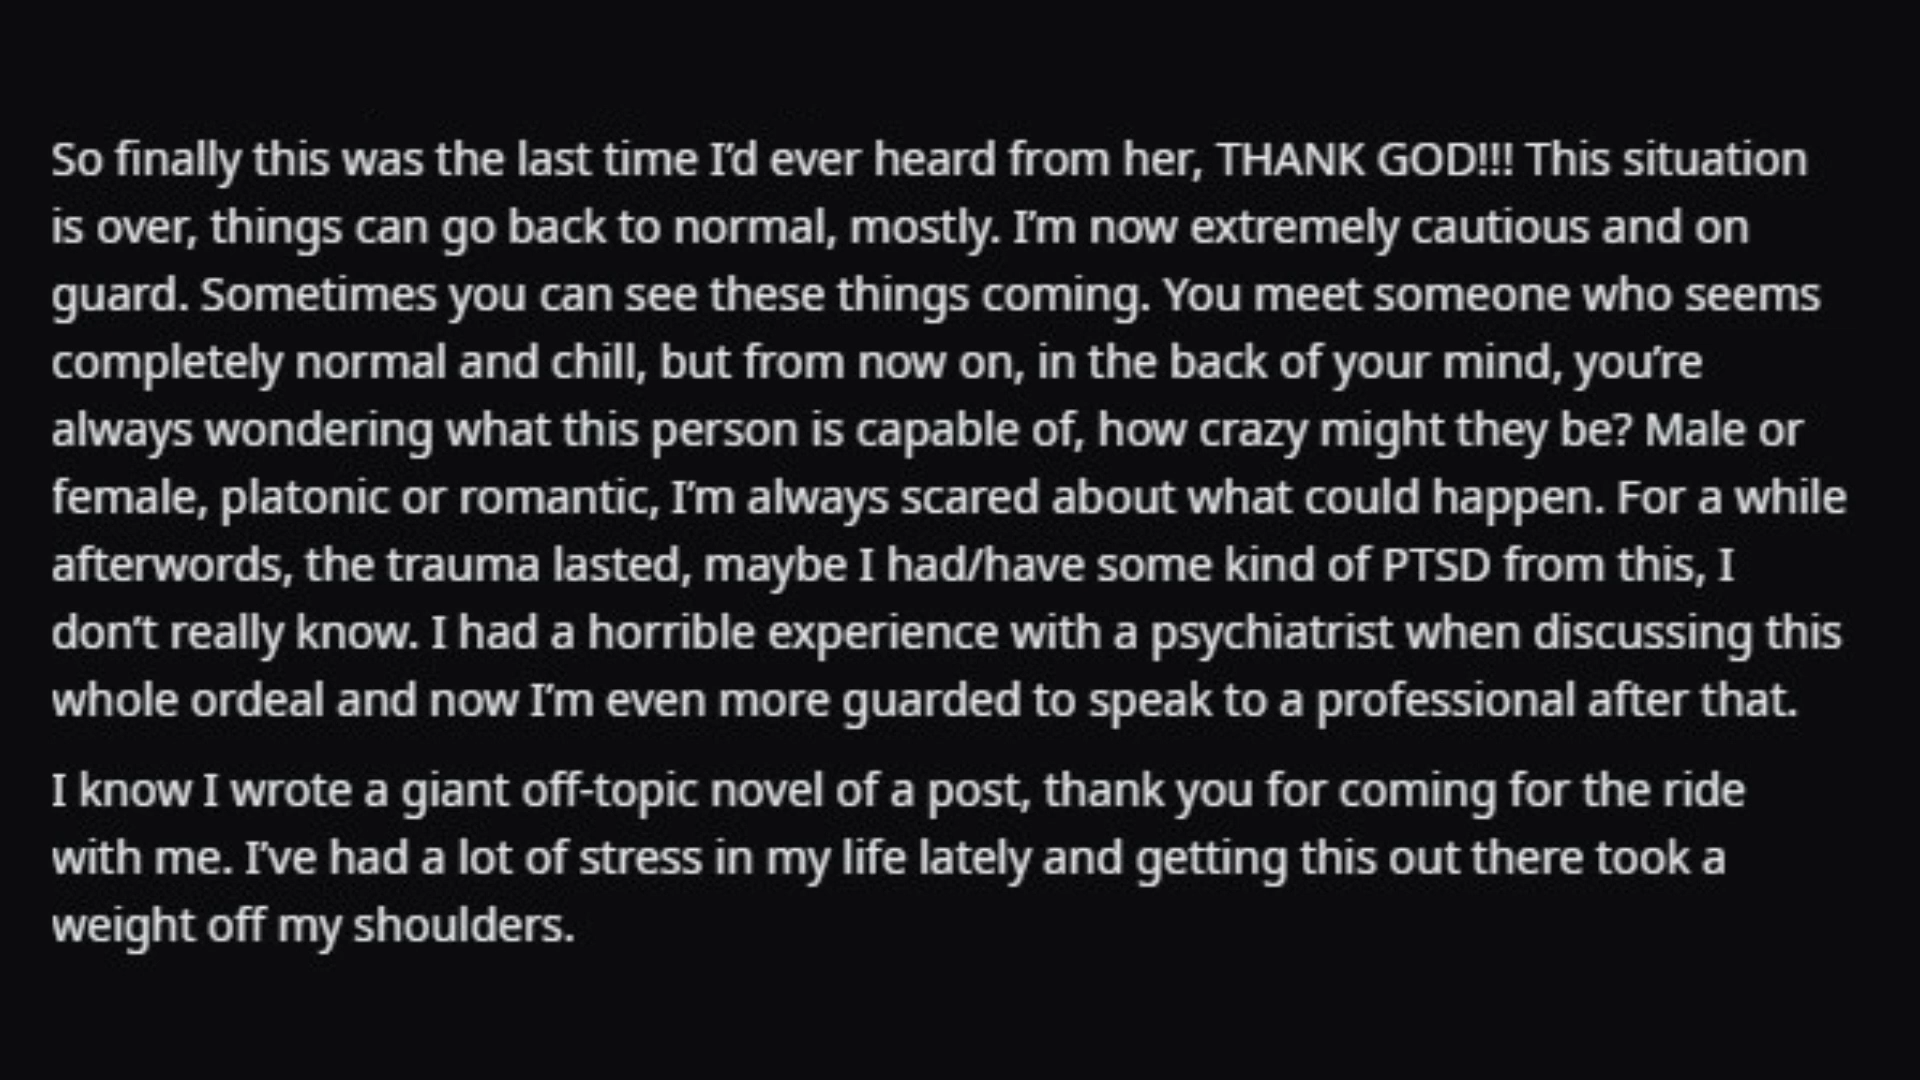 So finally this was the last time I’d ever heard from her, THANK GOD!!! This situation
is over, things can go back to normal, mostly. I’m now extremely cautious and on
guard. Sometimes you can see these things coming. You meet someone who seems
completely normal and chill, but from now on, in the back of your mind, you’re
always wondering what this person is capable of, how crazy might they be? Male or
female, platonic or romantic, I’m always scared about what could happen. For a while
afterwords, the trauma lasted, maybe I had/have some kind of PTSD from this, I
don’t really know. I had a horrible experience with a psychiatrist when discussing this
whole ordeal and now I’m even more guarded to speak to a professional after that.
I know I wrote a giant off-topic novel of a post, thank you for coming for the ride
with me. I’ve had a lot of stress in my life lately and getting this out there took a
weight off my shoulders.